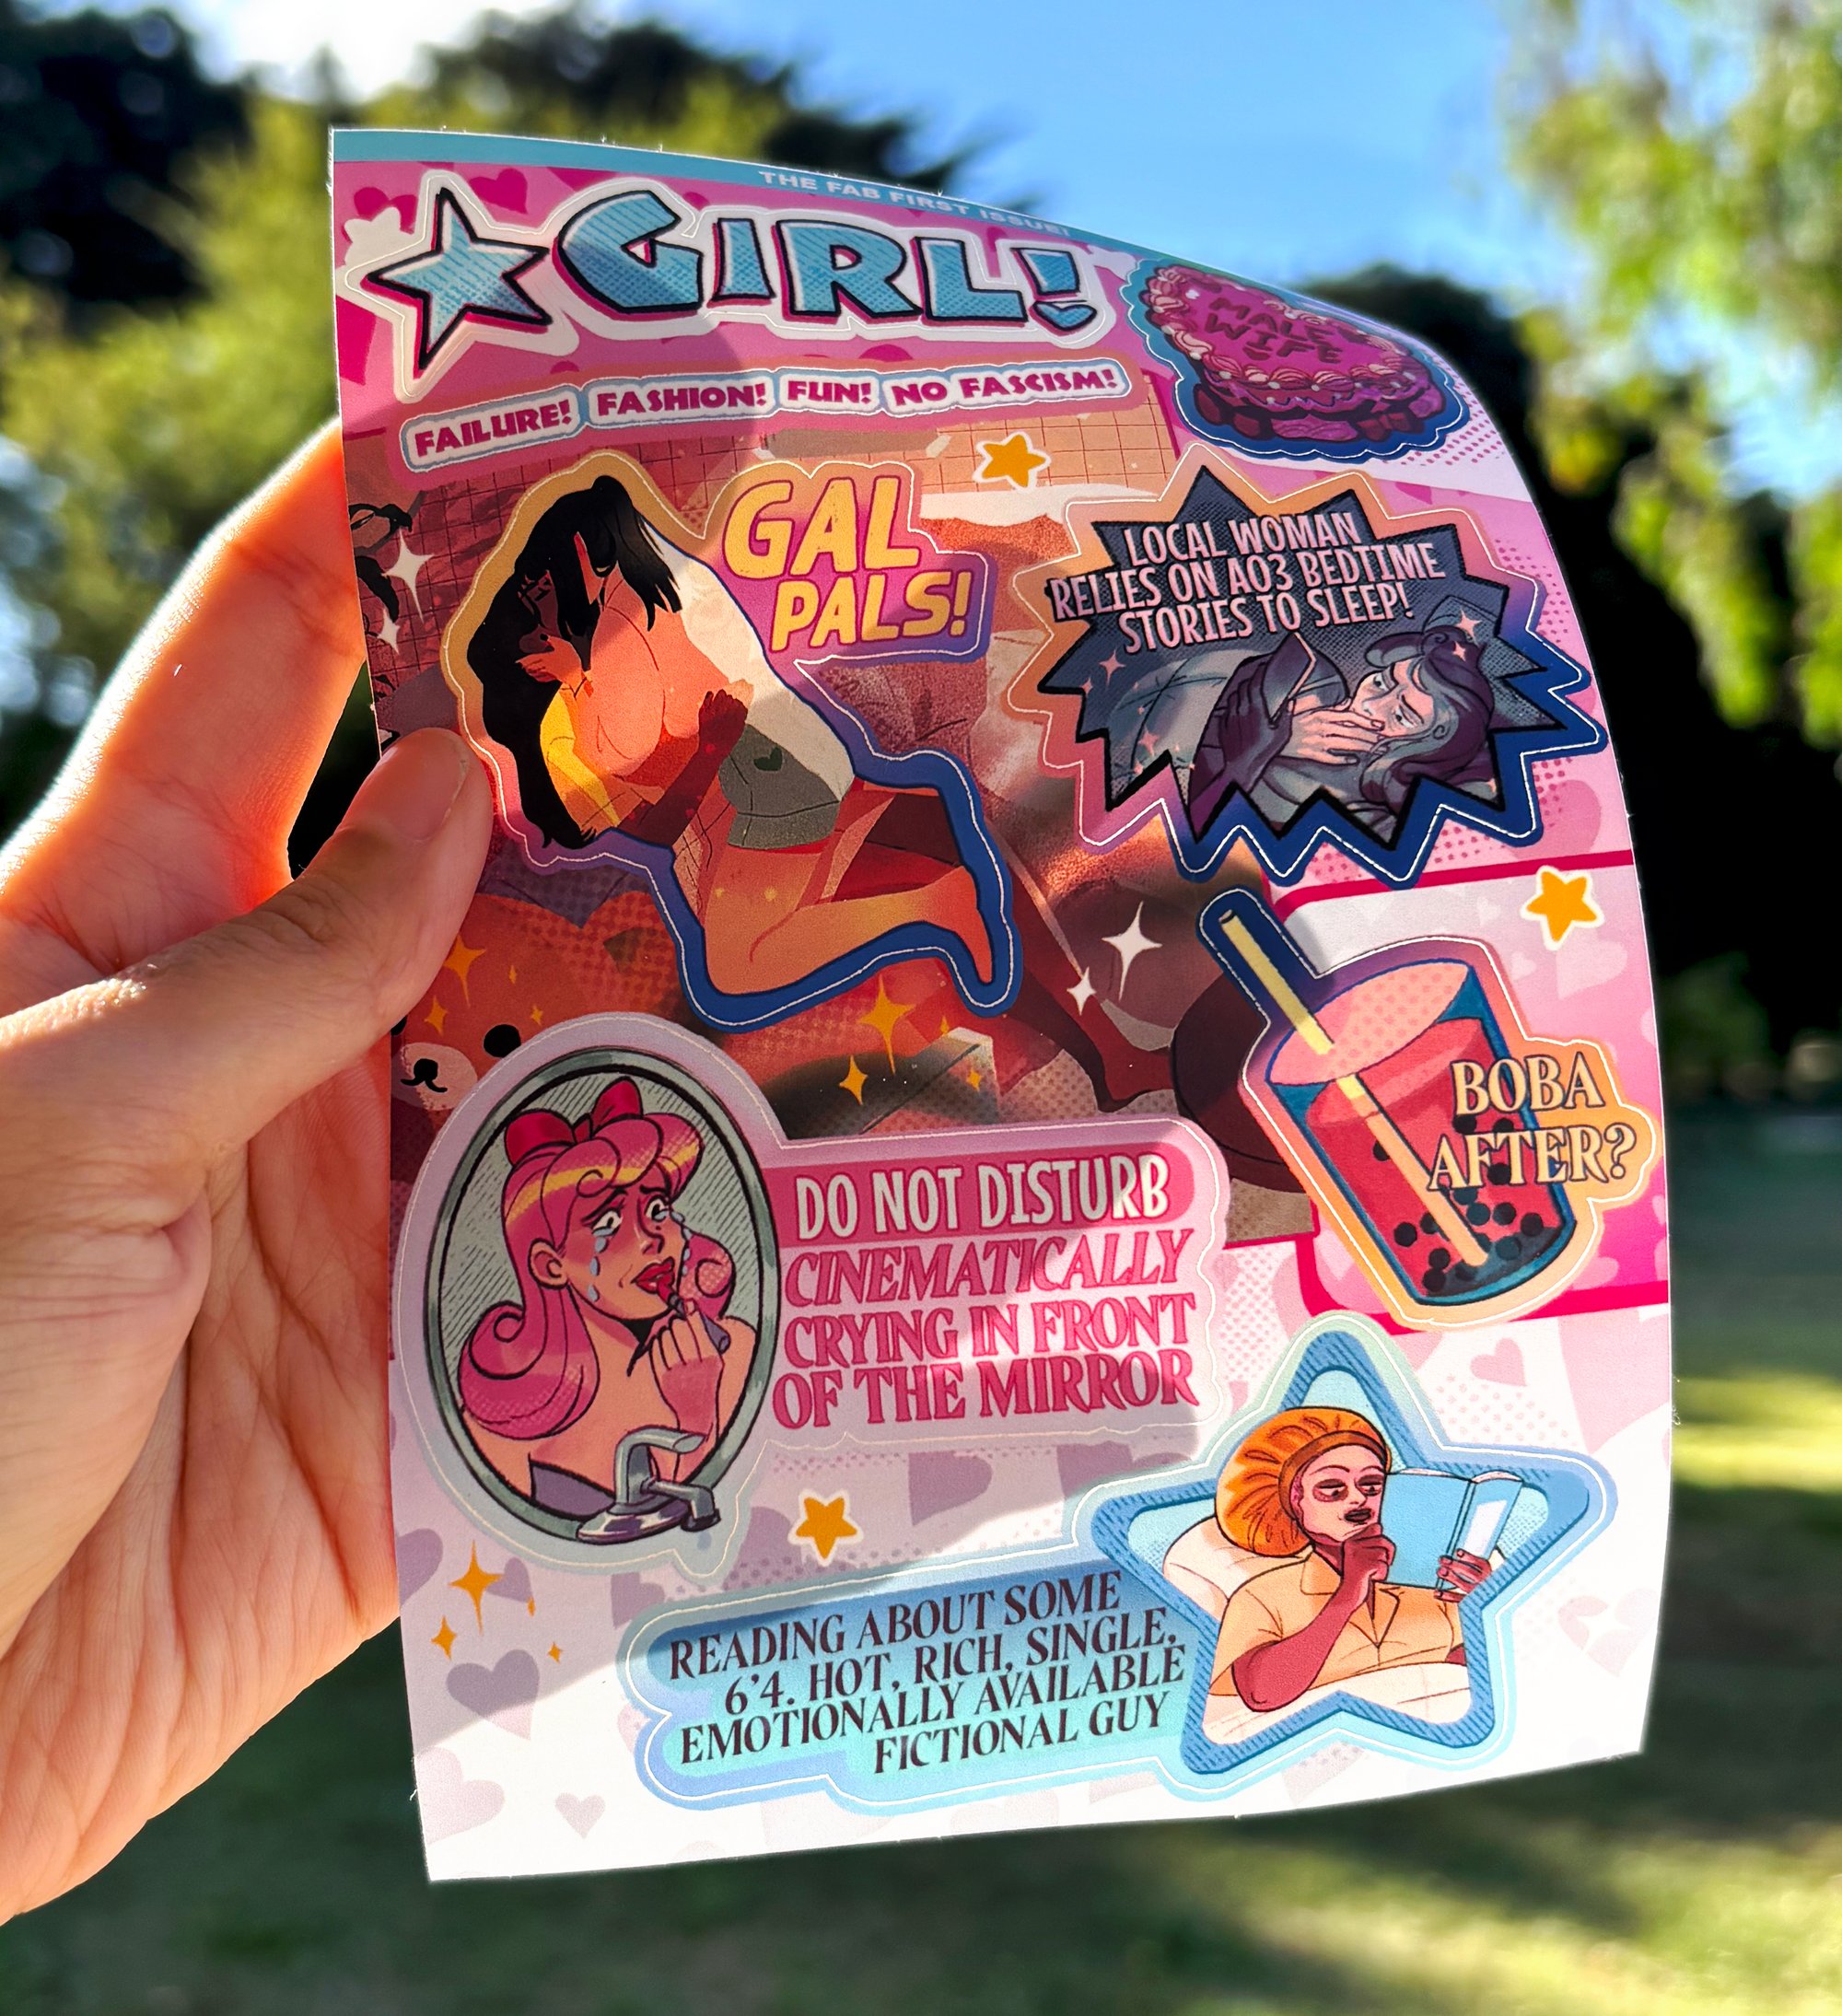 THE FAB FIRST ISSUE!
GIRL!
MALE
WIFE
FAILURE! FASHION! FUN! NO FASCISM!
GAL
PALS!
LOCAL WOMAN
RELIES ON AO3 BEDTIME
STORIES TO SLEEP!
BOBA
AFTER?
DO NOT DISTURB
CINEMATICALLY
CRYING IN FRONT
OF THE MIRROR
READING ABOUT SOME
6'4. HOT, RICH, SINGLE,
EMOTIONALLY AVAILABLE
FICTIONAL GUY